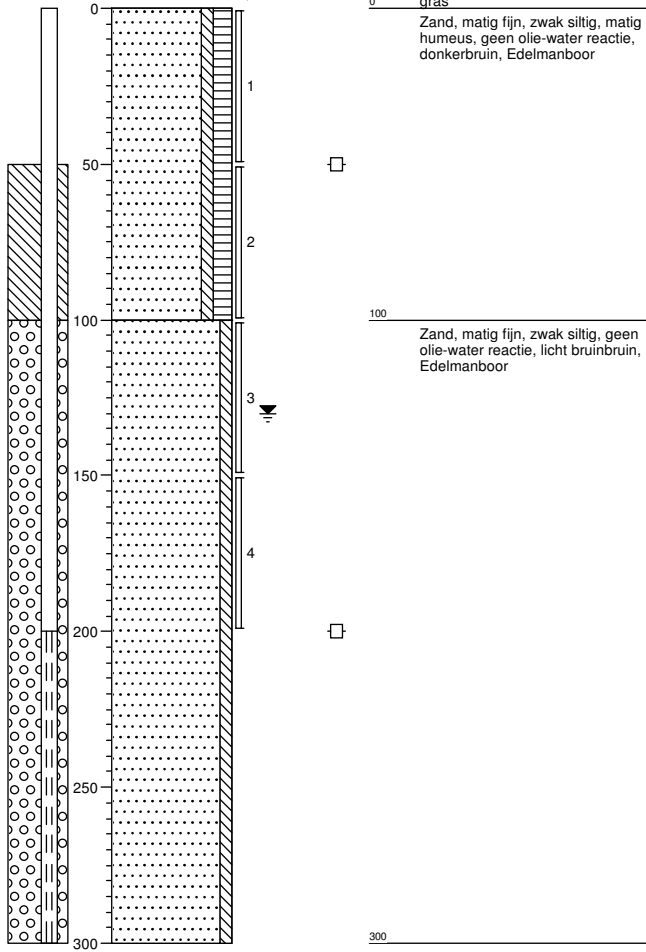 0
50
100
150
200
250
300
1
2
3
4
0
gras
Zand, matig fijn, zwak siltig, matig
humeus, geen olie-water reactie,
donkerbruin, Edelmanboor
100
Zand, matig fijn, zwak siltig, geen
olie-water reactie, licht bruinbruin,
Edelmanboor
300